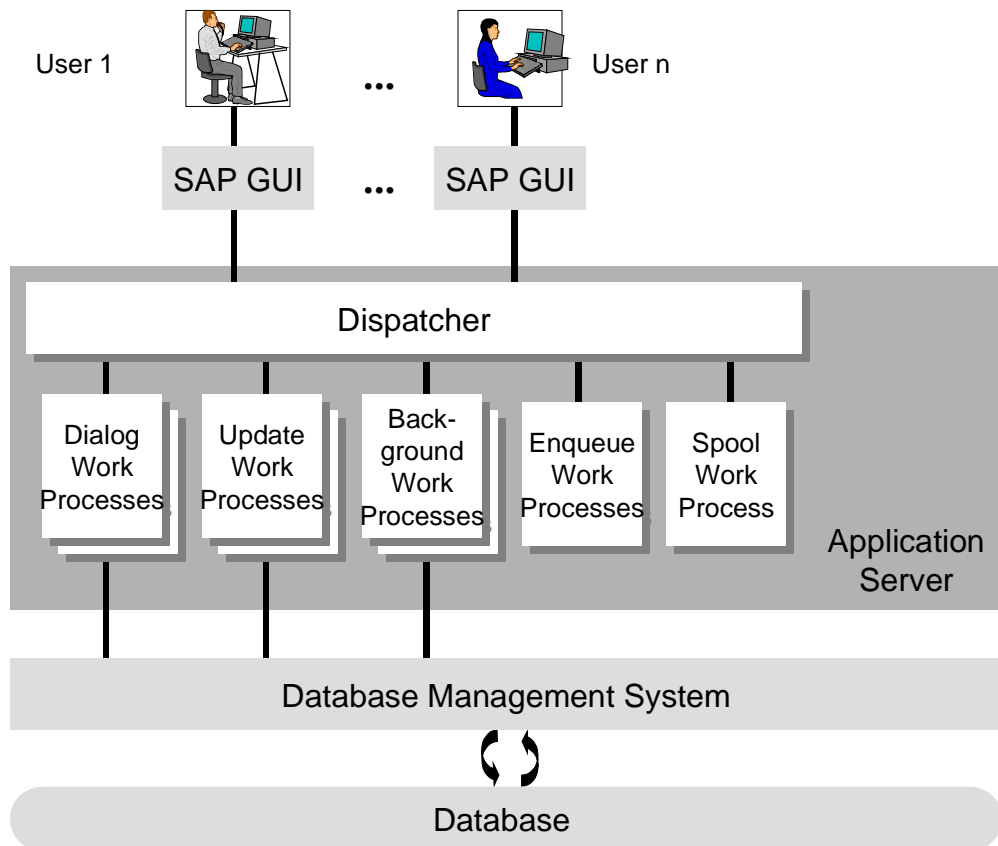 User 1
...
User n
SAP GUI
...
SAP GUI
Dispatcher
Dialog
Work
Processes
Update
Work
Processes
Back-
ground
Work
Processes
Enqueue
Work
Processes
Spool
Work
Process
Application
Server
Database Management System
Database